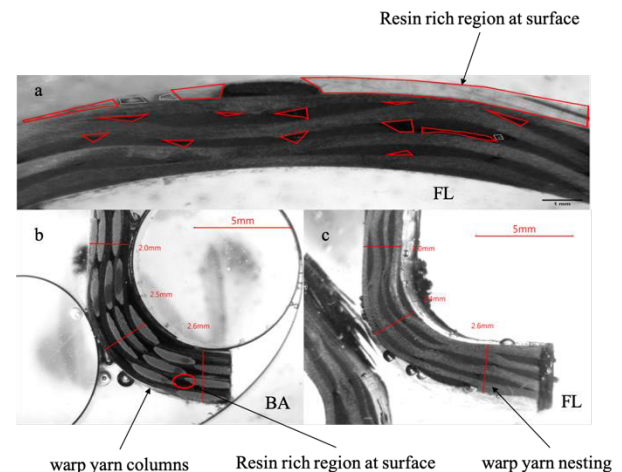 Resin rich region at surface
a
FL
1 mm
b
5mm
2.0mm
2.5mm
2.6mm
BA
c
5mm
2.6mm
FL
warp yarn columns
Resin rich region at surface
warp yarn nesting